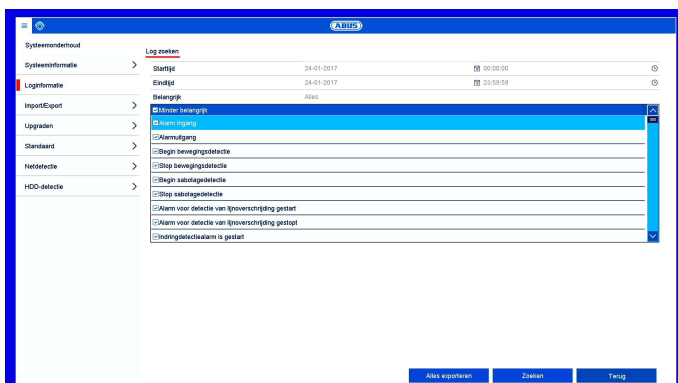 ABUS
Systeemonderhoud
Systeeminformatie
Loginformatie
Import/Export
Upgraden
Standaard
Netdetectie
HDD-detectie
Log zoeken
Starttijd 24-01-2017 00:00:00
Eindtijd 24-01-2017 23:59:59
Belangrijk Alles
Minder belangrijk
Alarm ingang
Alarmuitgang
Begin bewegingsdetectie
Stop bewegingsdetectie
Begin sabotagedetectie
Stop sabotagedetectie
Alarm voor detectie van lijnoverschrijding gestart
Alarm voor detectie van lijnoverschrijding gestopt
Indringdetectiealarm is gestart
Alles exporteren
Zoeken
Terug